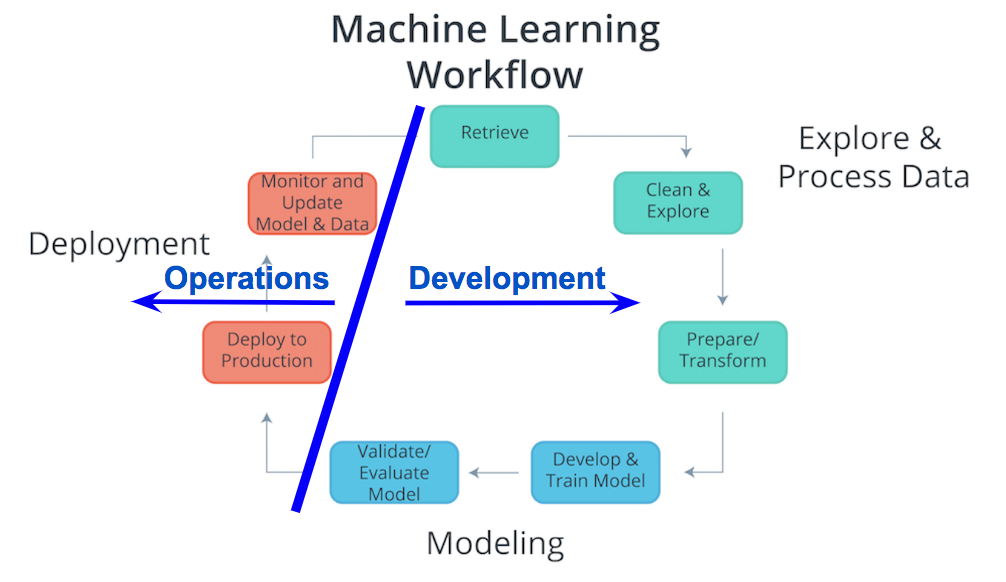 Machine Learning
Workflow
Retrieve
Explore &
Process Data
Clean &
Explore
Monitor and
Update
Model & Data
Deployment
Operations
Development
Deploy to
Production
Prepare/
Transform
Validate/
Evaluate
Model
Develop &
Train Model
Modeling